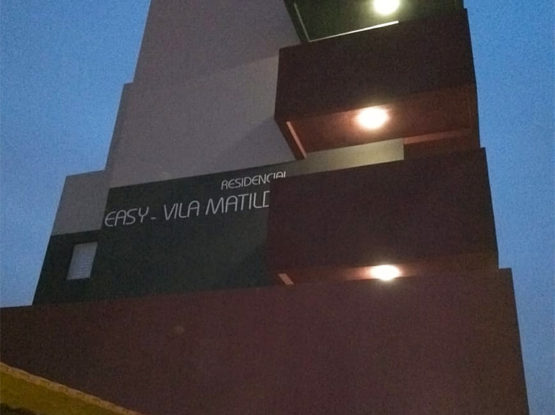 RESIDENCIAL
EASY - VILA MATILD